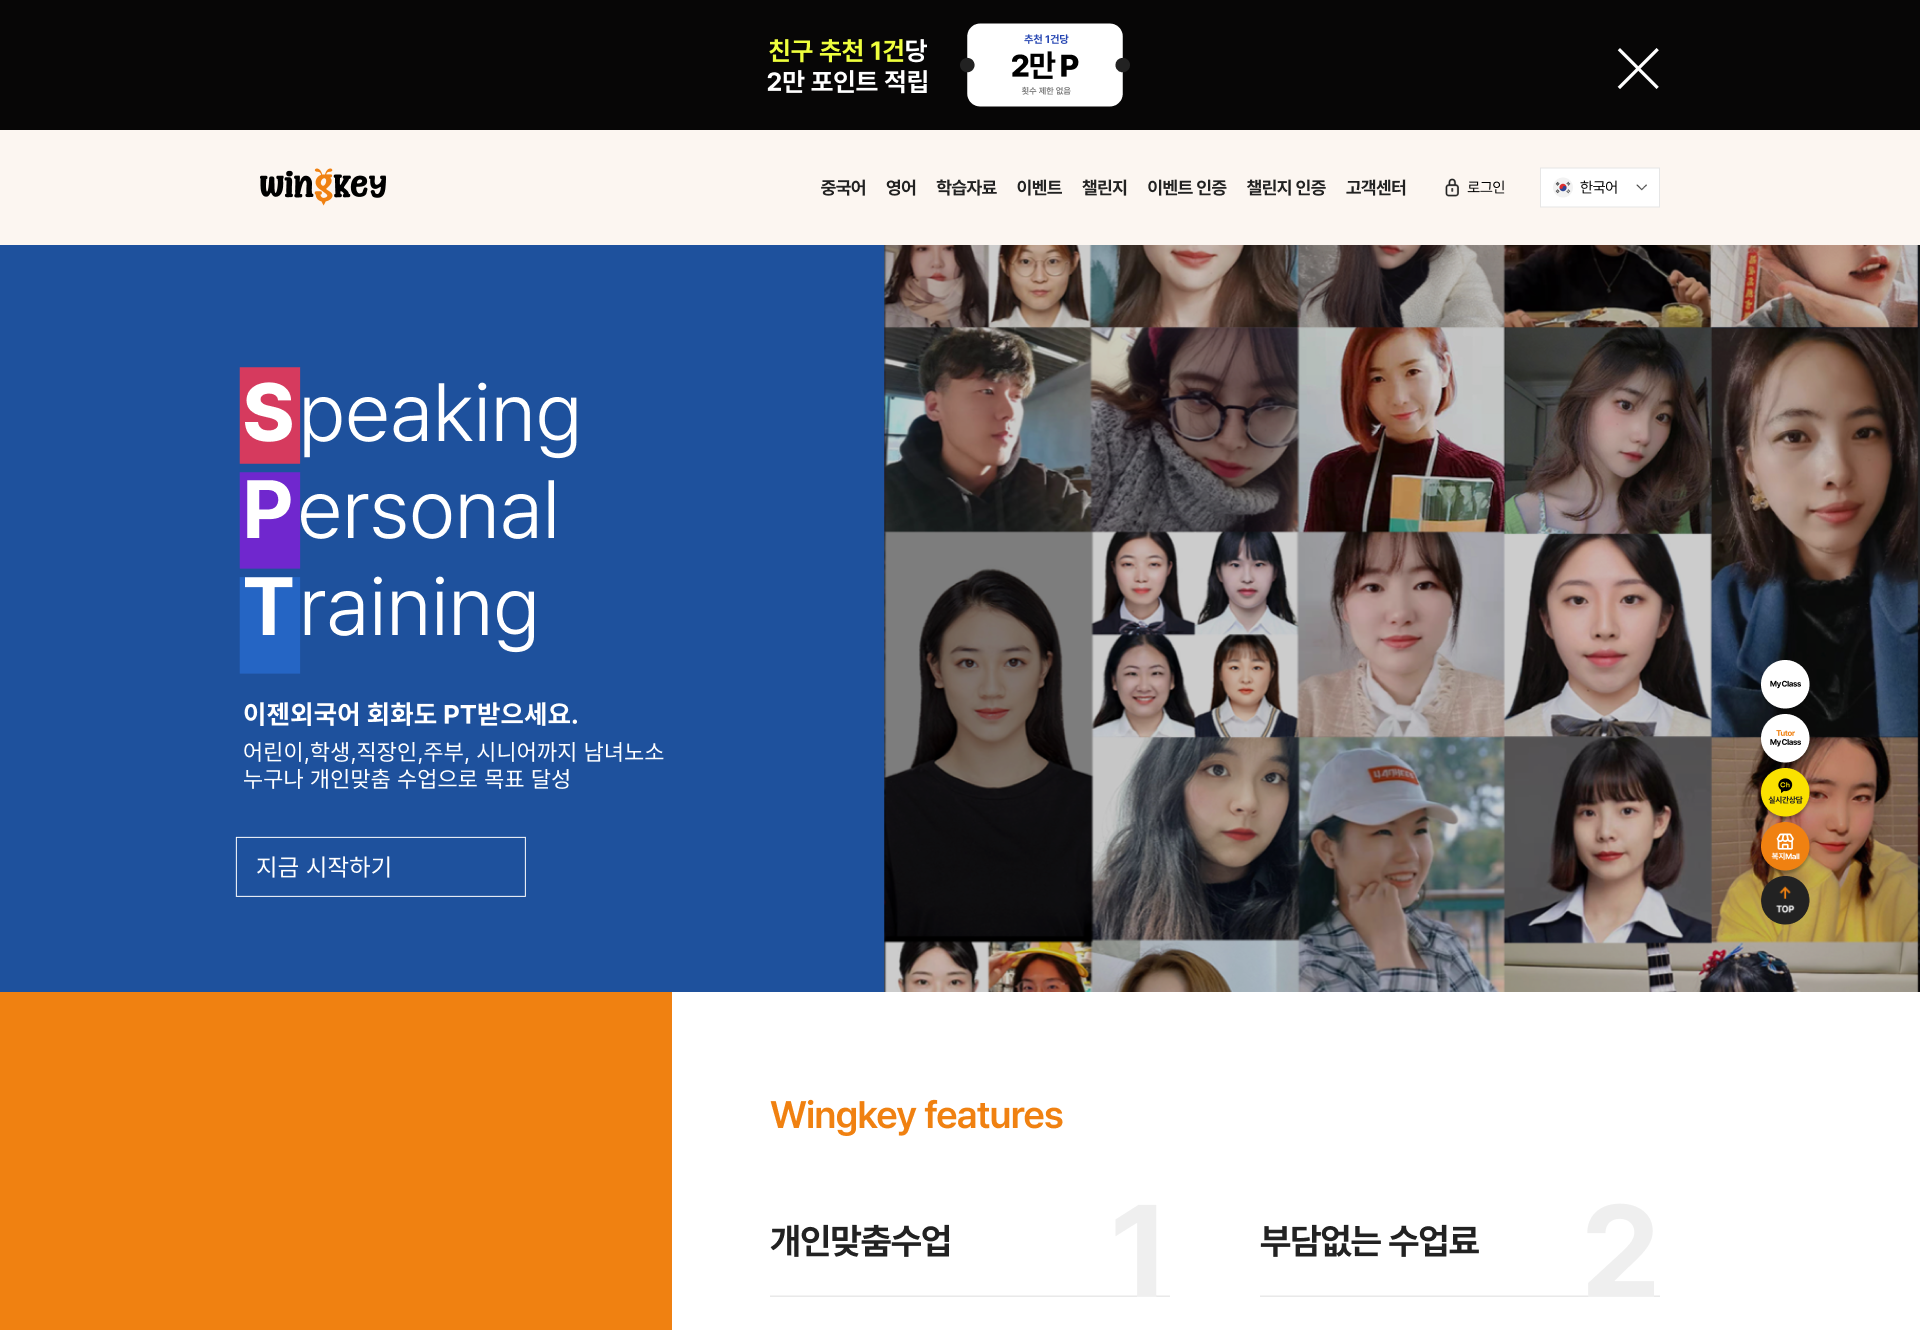 친구 추천 1건당
2만 포인트 적립
추천 1건당
2만 P
횟수 제한 없음
wingkey
중국어 영어 학습자료 이벤트 챌린지 이벤트 인증 챌린지 인증 고객센터 로그인 한국어
Speaking
Personal
Training
이젠외국어 회화도 PT받으세요.
어린이,학생,직장인,주부, 시니어까지 남녀노소
누구나 개인맞춤 수업으로 목표 달성
지금 시작하기
My Class
Tutor
My Class
Ch
실시간상담
복지Mall
TOP
Wingkey features
개인맞춤수업 1
부담없는 수업료 2